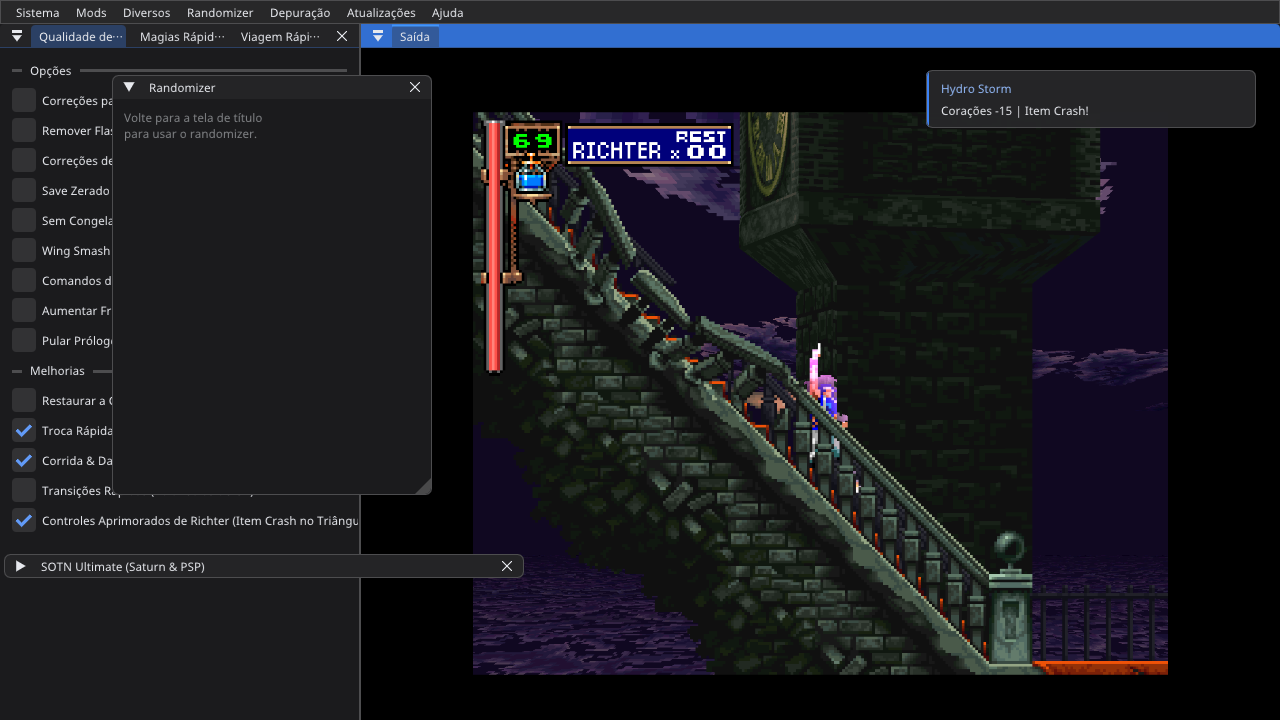 Sistema Mods Diversos Randomizer Depuração Atualizações Ajuda
Qualidade de··· Magias Rápid··· Viagem Rápi··· Saída
Opções
Correções pa
Remover Flas
Correções de
Save Zerado
Sem Congela
Wing Smash
Comandos d
Aumentar Fr
Pular Prólogo
Melhorias
Restaurar a
Troca Rápida
Corrida & Da
Transições
Controles Aprimorados de Richter (Item Crash no Triângu
Randomizer
Volte para a tela de título
para usar o randomizer.
SOTN Ultimate (Saturn & PSP)
Hydro Storm
Corações -15 | Item Crash!
69
REST
RICHTER x 00